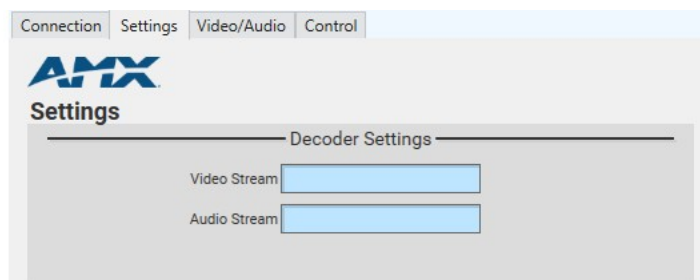 Connection Settings Video/Audio Control
AMX
Settings
Decoder Settings
Video Stream
Audio Stream